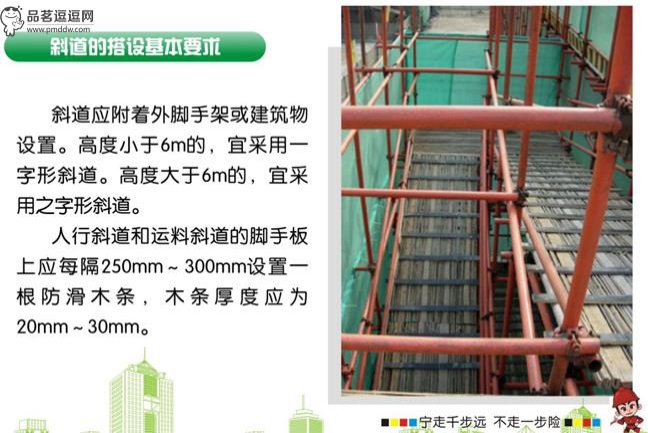 品茗逗逗网
www.pmddw.com
斜道的搭设基本要求
斜道应附着外脚手架或建筑物
设置。高度小于6m的，宜采用一
字形斜道。高度大于6m的，宜采
用之字形斜道。
人行斜道和运料斜道的脚手板
上应每隔250mm～300mm设置一
根防滑木条，木条厚度应为
20mm～30mm。
宁走千步远 不走一步险